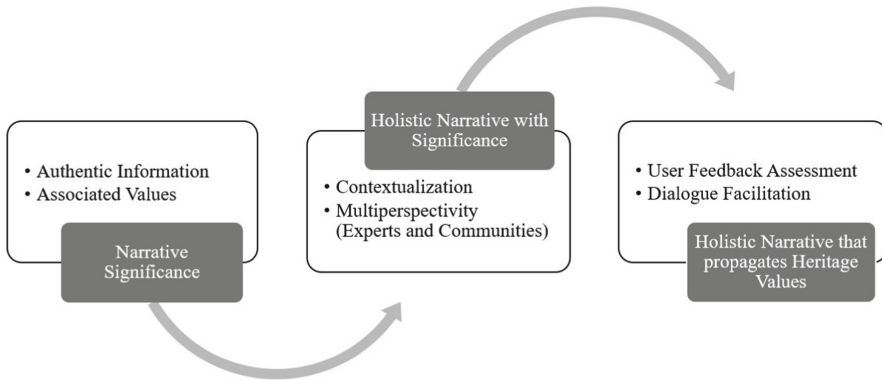 • Authentic Information
• Associated Values
Narrative
Significance
Holistic Narrative with
Significance
• Contextualization
• Multiperspectivity
(Experts and Communities)
• User Feedback Assessment
• Dialogue Facilitation
Holistic Narrative that
propagates Heritage
Values